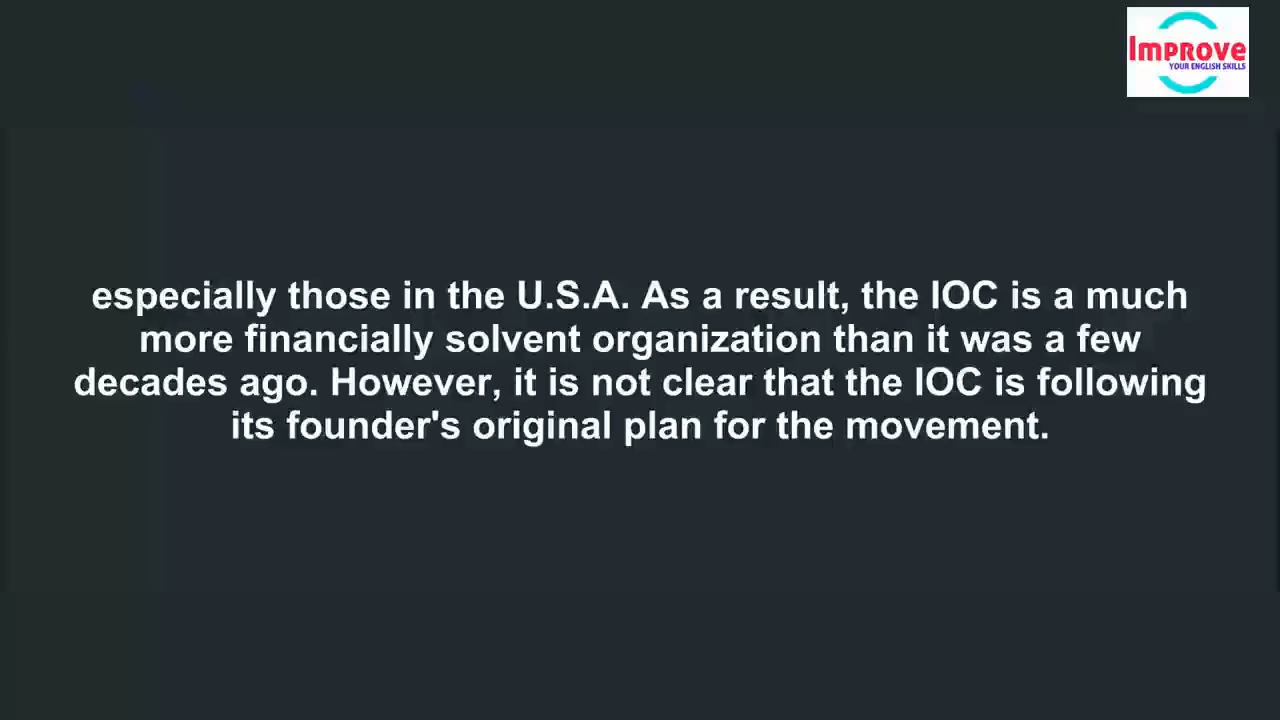 Improve
YOUR ENGLISH SKILLS
especially those in the U.S.A. As a result, the IOC is a much
more financially solvent organization than it was a few
decades ago. However, it is not clear that the IOC is following
its founder's original plan for the movement.